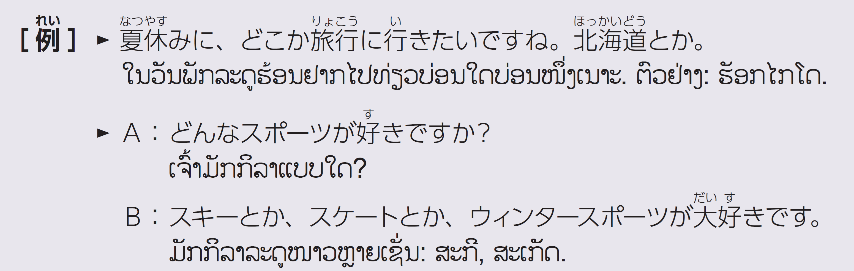 [例] ► 夏休みに、どこか旅行に行きたいですね。北海道とか。
ໃນວັນພັກລະດູຮ້ອນຢາກໄປທ່ຽວບ່ອນໃດບ່ອນໜຶ່ງເນາະ. ຕົວຢ່າງ: ຮັອກໄກໂດ.
► A：どんなスポーツが好きですか？
ເຈົ້າມັກກິລາແບບໃດ?
B：スキーとか、スケートとか、ウィンタースポーツが大好きです。
ມັກກິລາລະດູໜາວຫຼາຍເຊັ່ນ: ສະກີ, ສະເກັດ.